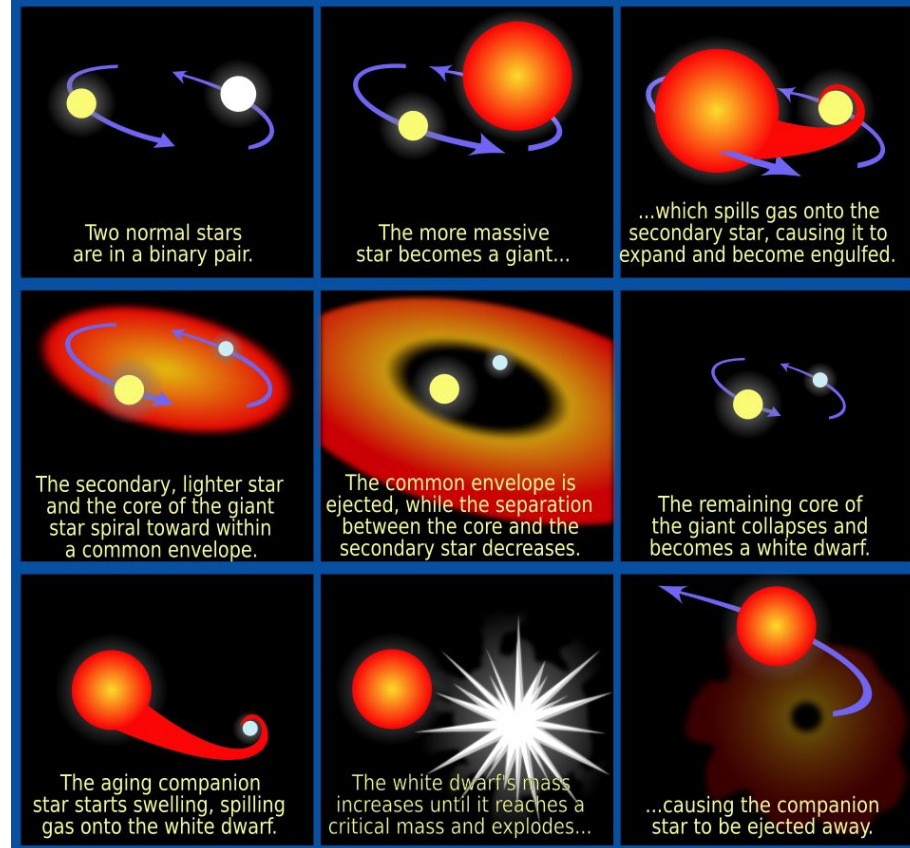 Two normal stars
are in a binary pair.
The more massive
star becomes a giant...
...which spills gas onto the
secondary star, causing it to
expand and become engulfed.
The secondary, lighter star
and the core of the giant
star spiral toward within
a common envelope.
The common envelope is
ejected, while the separation
between the core and the
secondary star decreases.
The remaining core of
the giant collapses and
becomes a white dwarf.
The aging companion
star starts swelling, spilling
gas onto the white dwarf.
The white dwarf's mass
increases until it reaches a
critical mass and explodes...
...causing the companion
star to be ejected away.